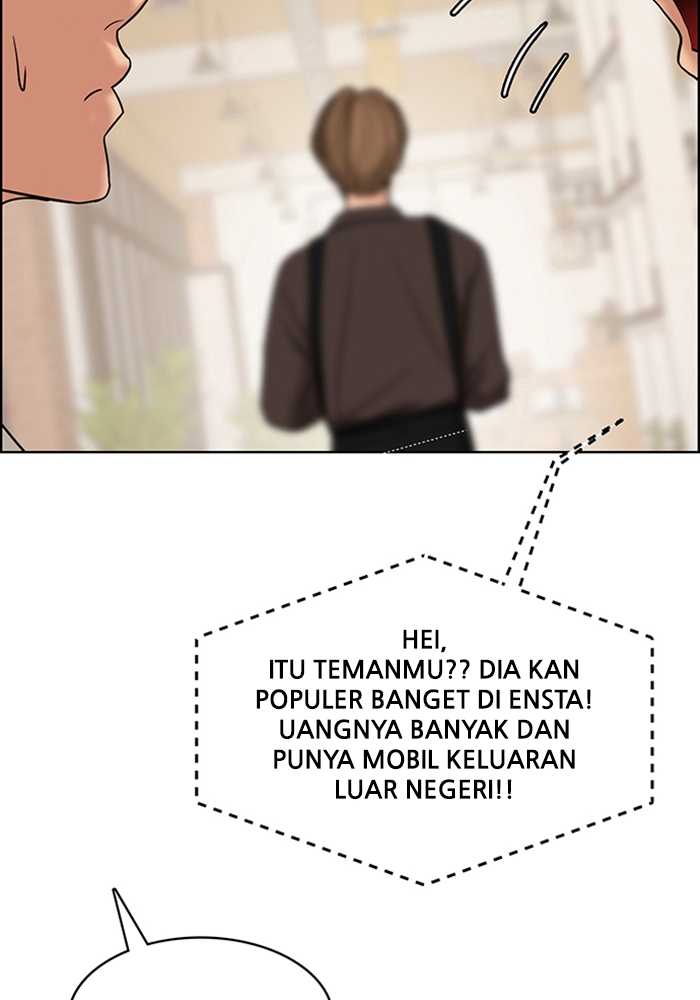 HEI,
ITU TEMANMU?? DIA KAN
POPULER BANGET DI ENSTA!
UANGNYA BANYAK DAN
PUNYA MOBIL KELUARAN
LUAR NEGERI!!